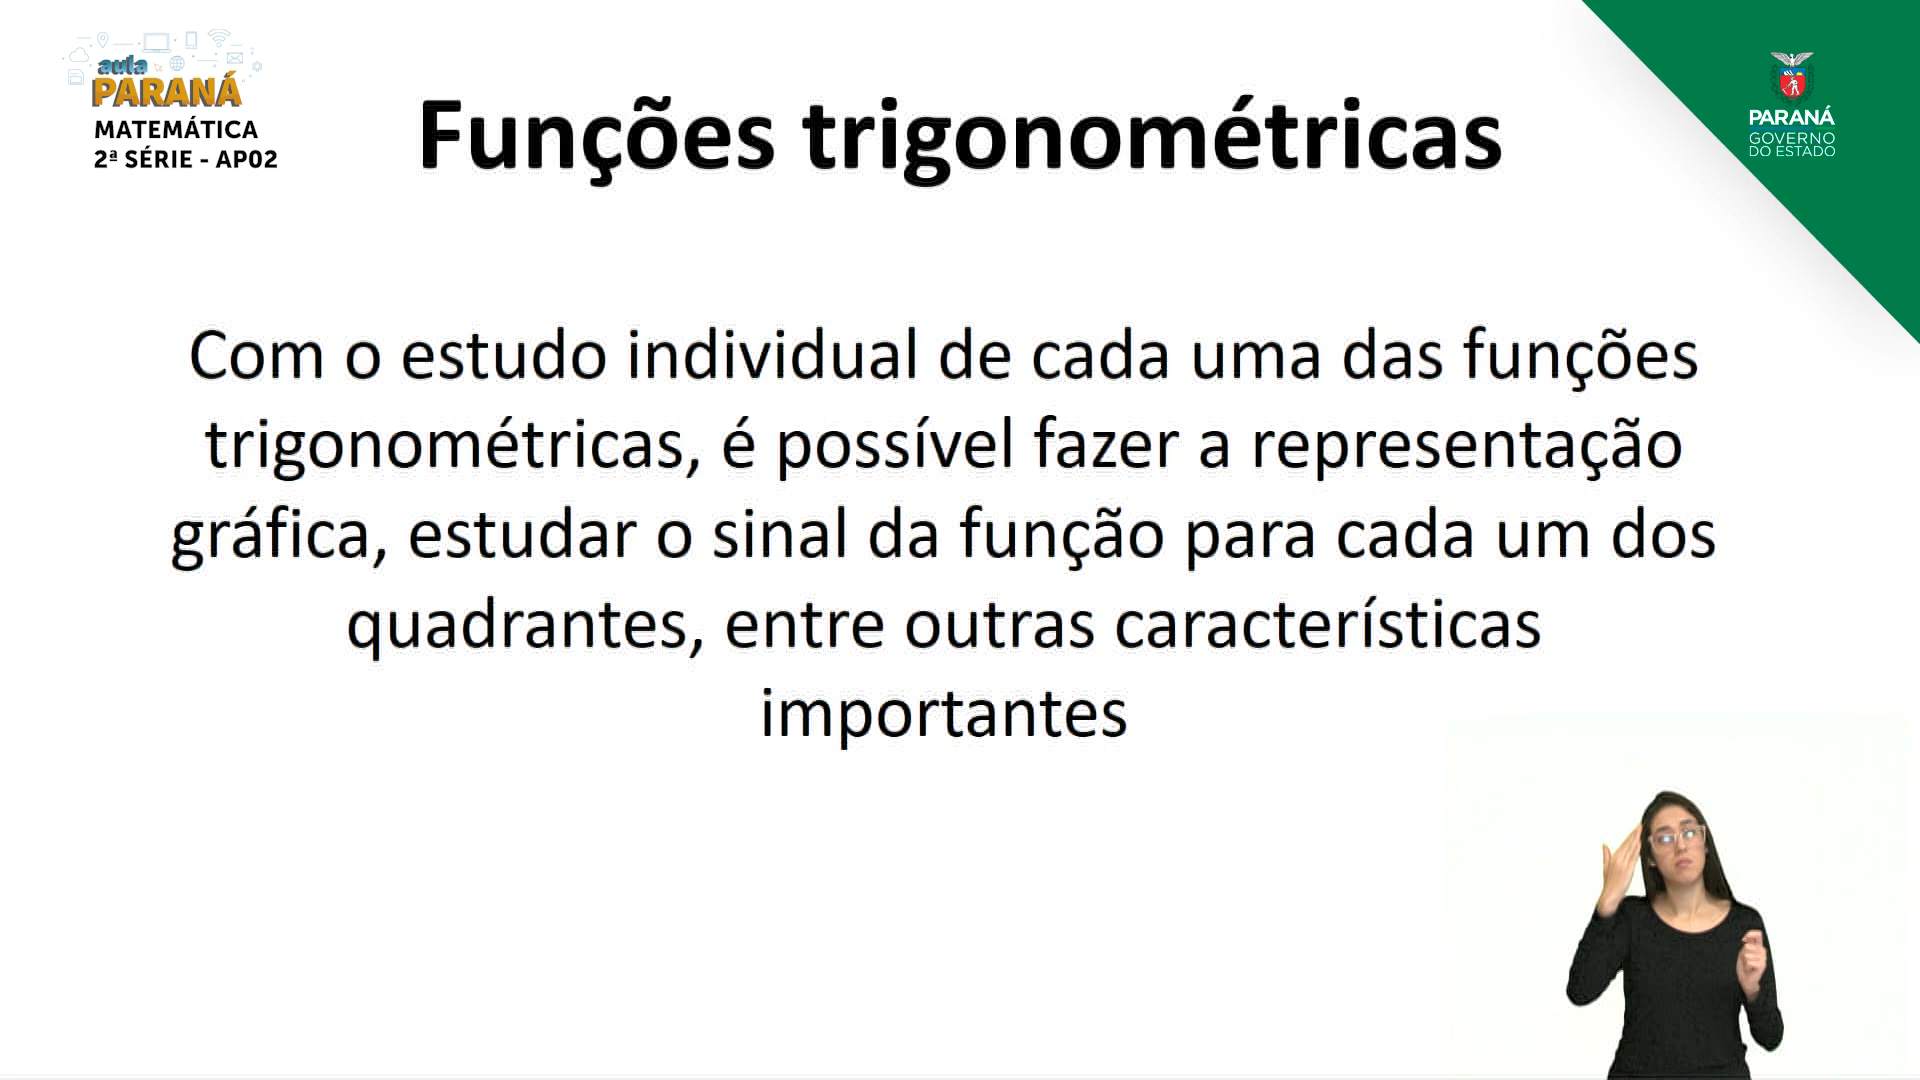 aula
PARANÁ
MATEMÁTICA
2ª SÉRIE - AP02
Funções trigonométricas
PARANÁ
GOVERNO
DO ESTADO
Com o estudo individual de cada uma das funções
trigonométricas, é possível fazer a representação
gráfica, estudar o sinal da função para cada um dos
quadrantes, entre outras características
importantes